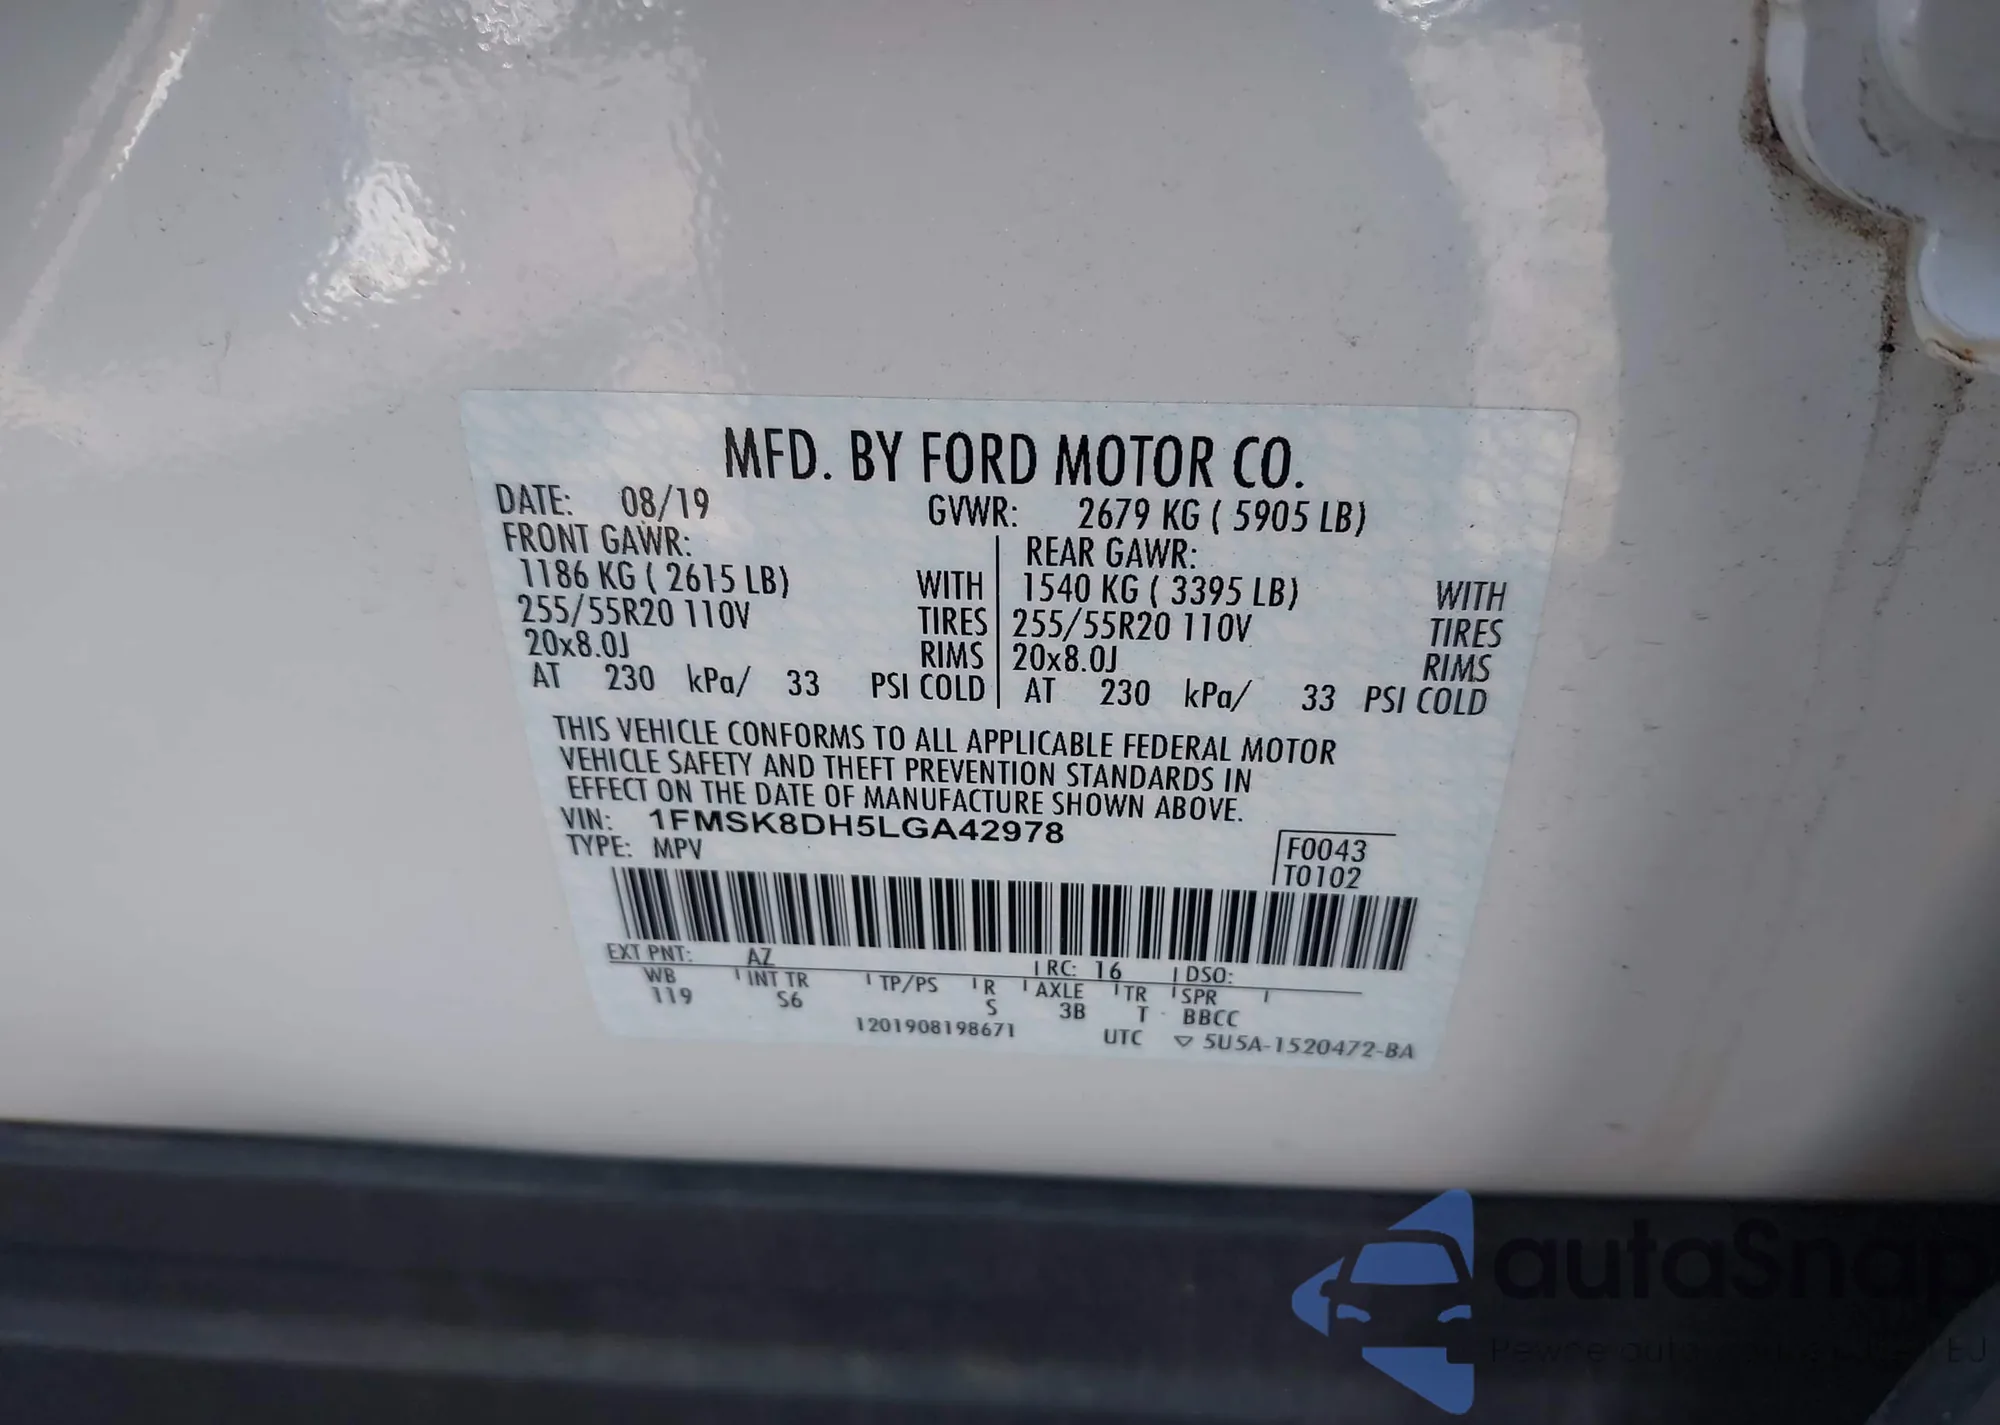 MFD. BY FORD MOTOR CO.
DATE: 08/19 GVWR: 2679 KG ( 5905 LB)
FRONT GAWR: REAR GAWR:
1186 KG ( 2615 LB) WITH 1540 KG ( 3395 LB) WITH
255/55R20 110V TIRES 255/55R20 110V TIRES
20x8.0J RIMS 20x8.0J RIMS
AT 230 kPa/ 33 PSI COLD AT 230 kPa/ 33 PSI COLD
THIS VEHICLE CONFORMS TO ALL APPLICABLE FEDERAL MOTOR
VEHICLE SAFETY AND THEFT PREVENTION STANDARDS IN
EFFECT ON THE DATE OF MANUFACTURE SHOWN ABOVE.
VIN: 1FMSK8DH5LGA42978
TYPE: MPV
F0043
T0102
EXT PNT: AZ RC: 16 DSO:
WB INT TR TP/PS R AXLE TR SPR
119 S6 S 3B T BBCC
1201908198671 UTC 5U5A-1520472-BA
autoSnap
Pewne auto